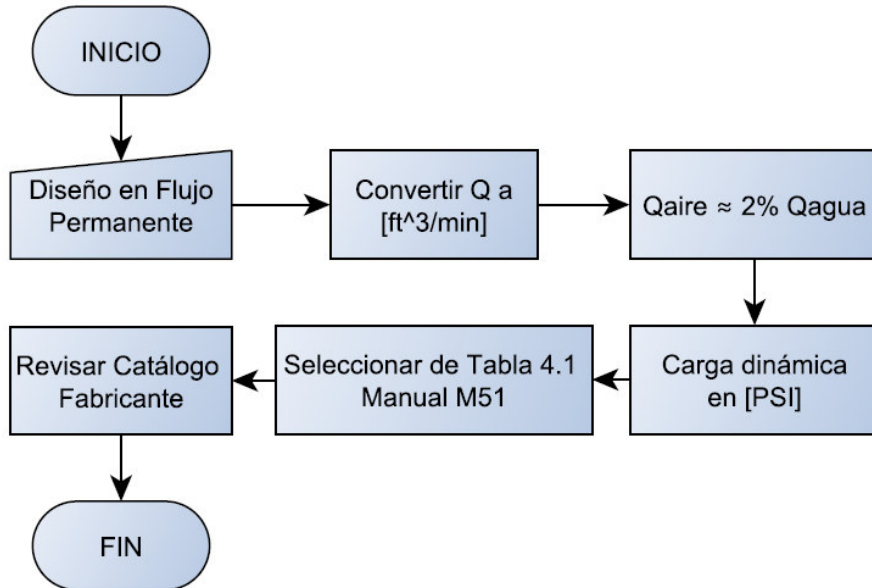 INICIO
Diseño en Flujo
Permanente
Convertir Q a
[ft^3/min]
Qaire ≈ 2% Qagua
Carga dinámica
en [PSI]
Seleccionar de Tabla 4.1
Manual M51
Revisar Catálogo
Fabricante
FIN